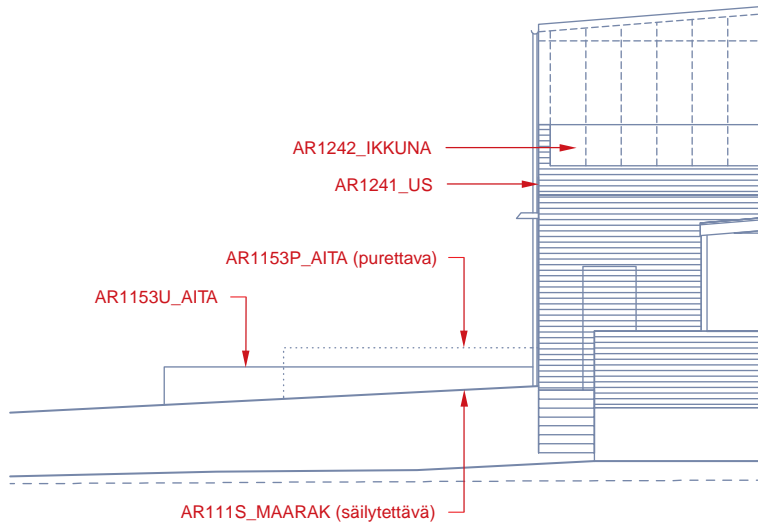 AR1242_IKKUNA
AR1241_US
AR1153P_AITA (purettava)
AR1153U_AITA
AR111S_MAARAK (säilytettävä)